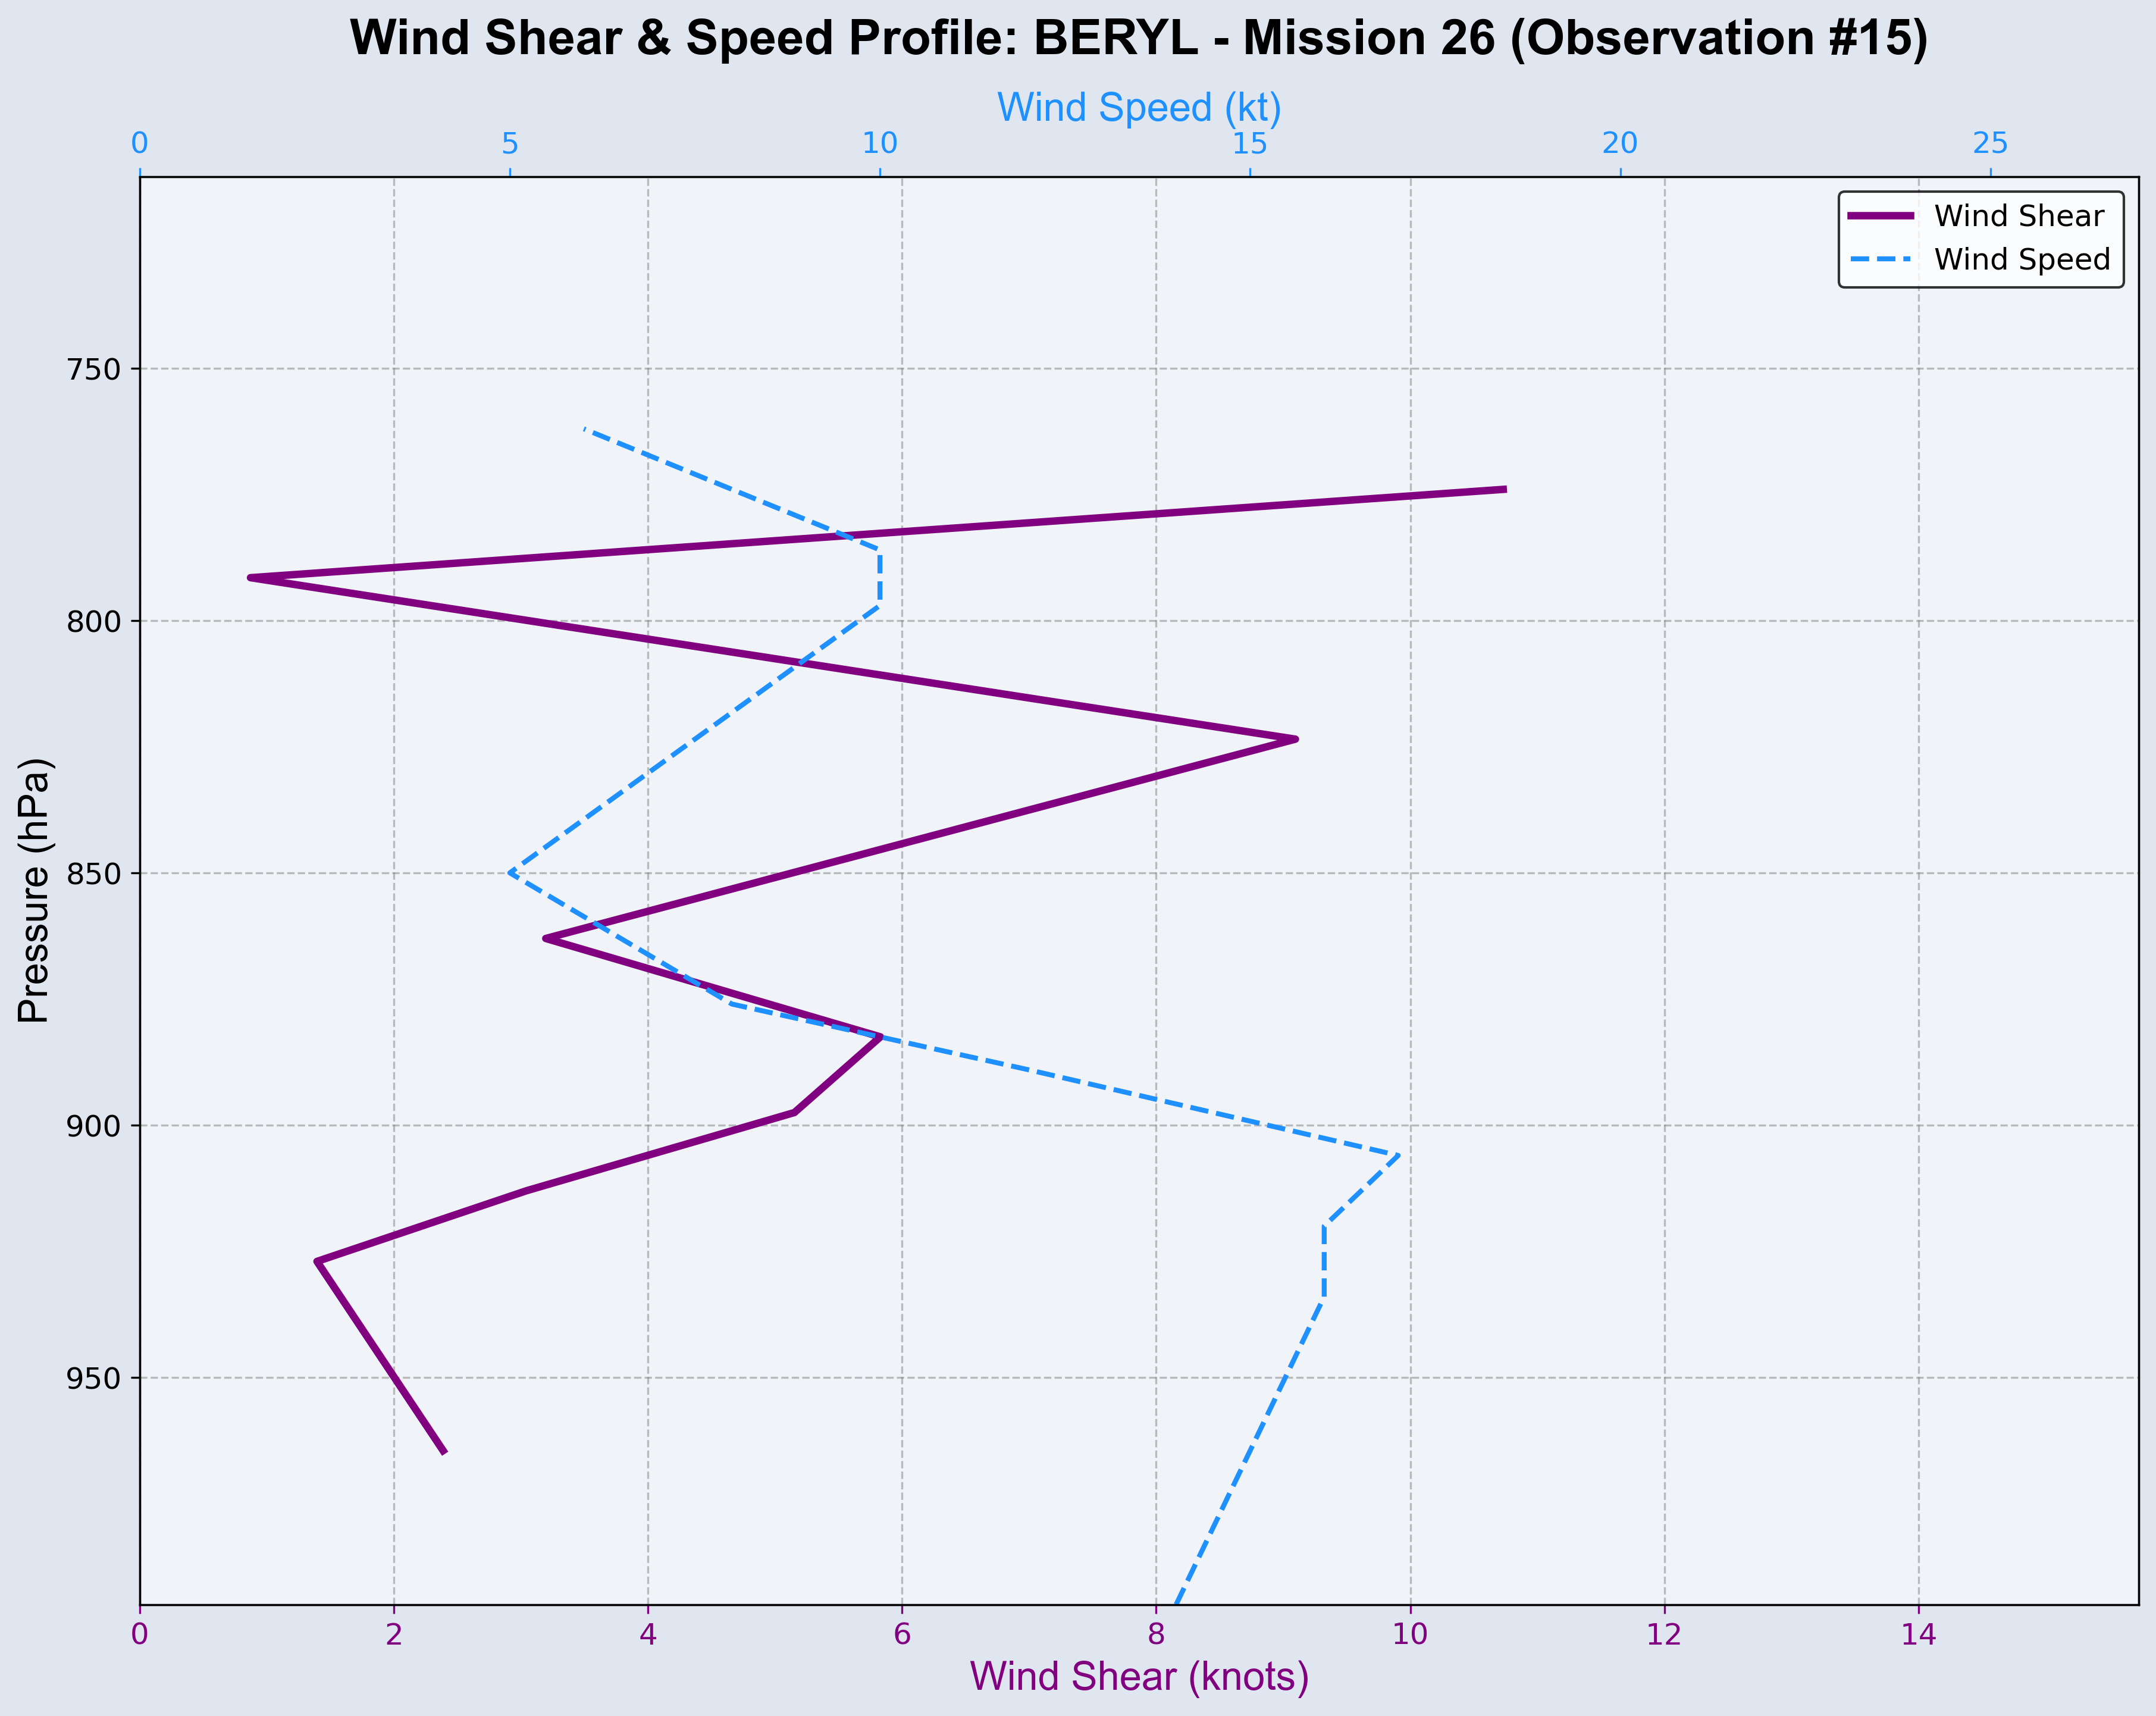 Wind Shear & Speed Profile: BERYL - Mission 26 (Observation #15)
Wind Speed (kt)
0 5 10 15 20 25
Wind Shear
Wind Speed
750
800
850
900
950
Pressure (hPa)
0 2 4 6 8 10 12 14
Wind Shear (knots)